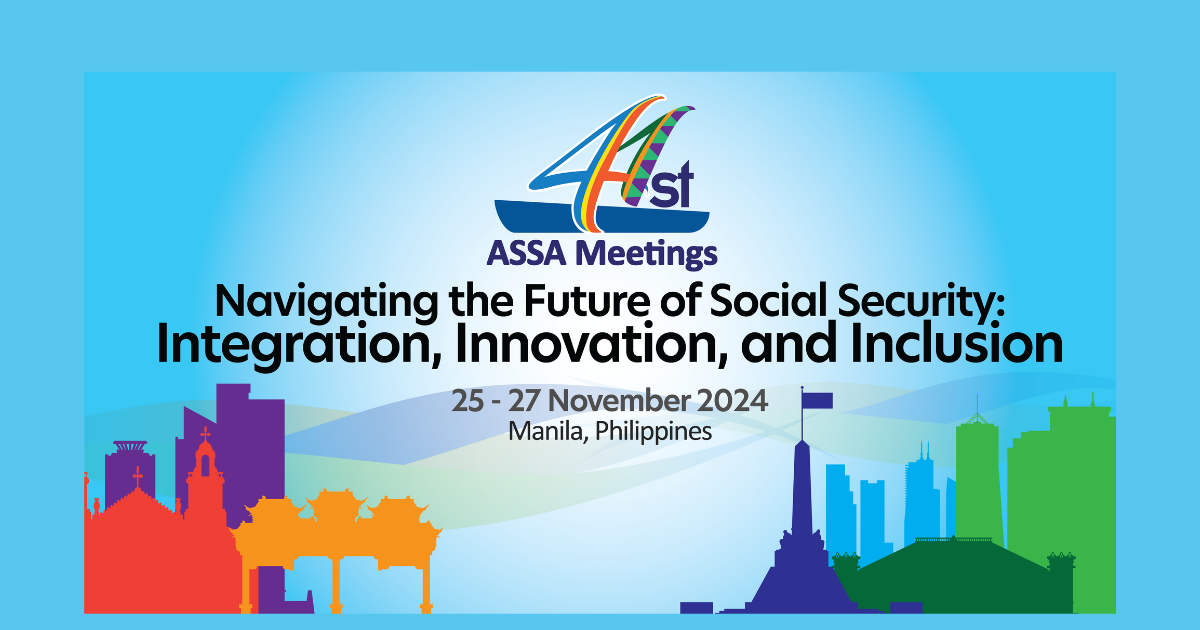 41st
ASSA Meetings
Navigating the Future of Social Security:
Integration, Innovation, and Inclusion
25 - 27 November 2024
Manila, Philippines